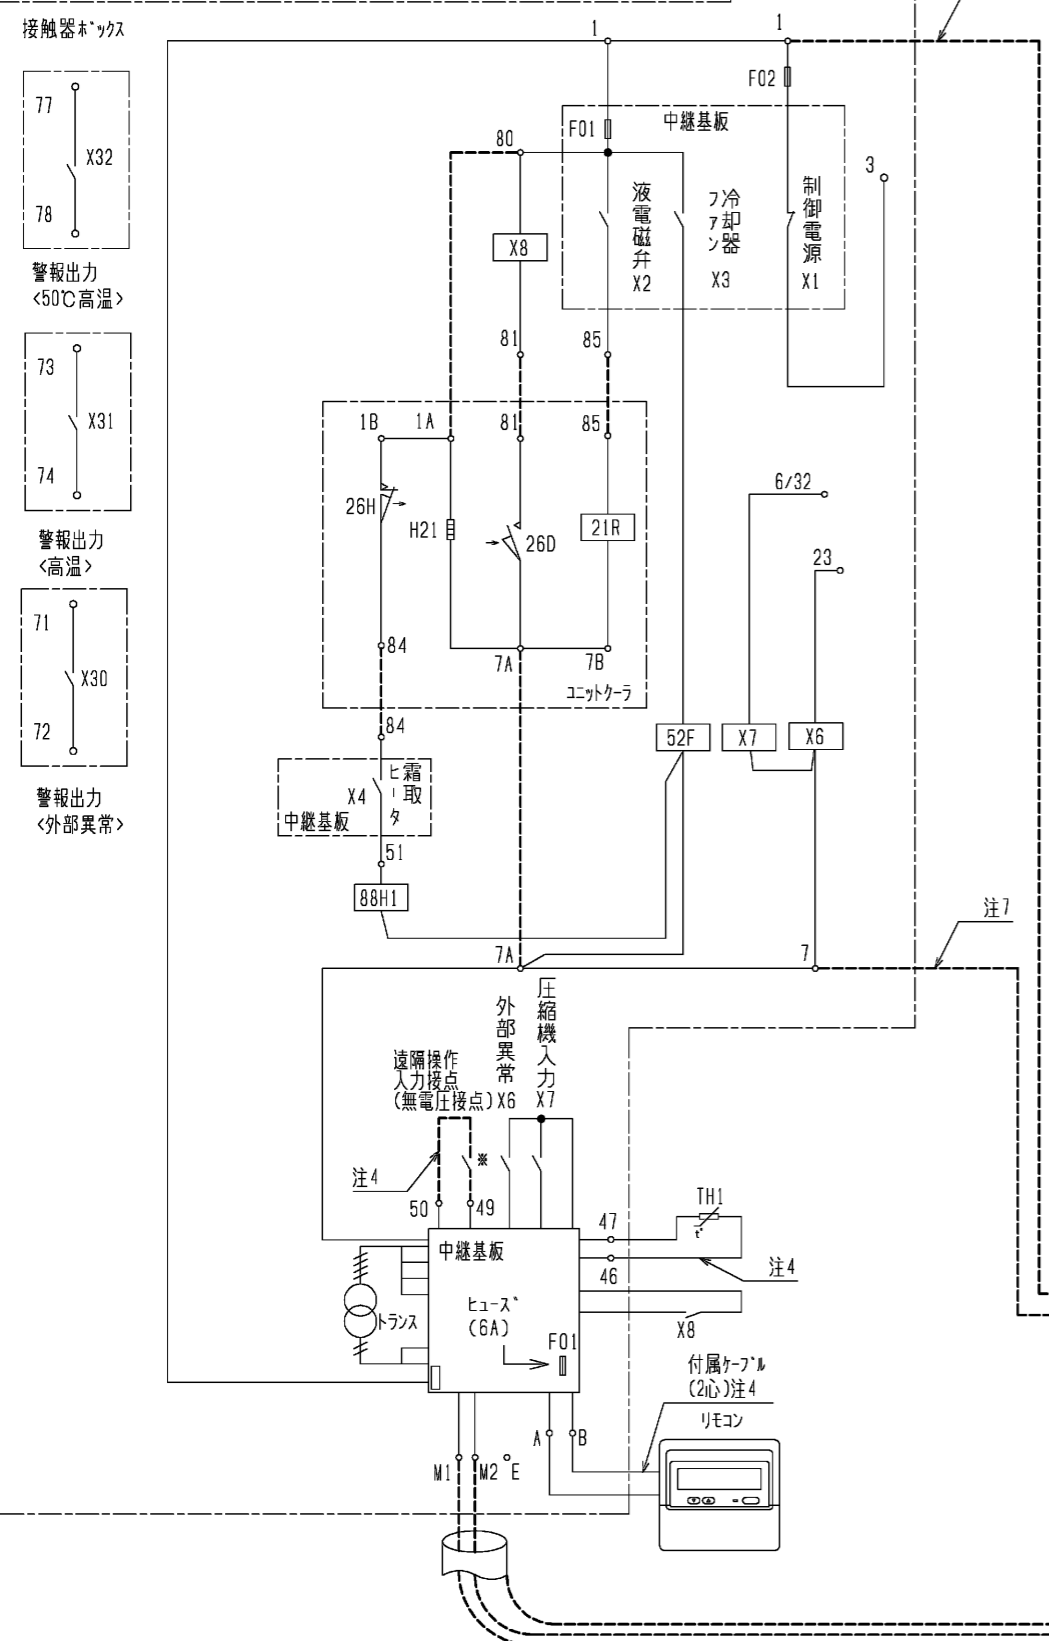 接触器ボックス
77
X32
78
警報出力
<50℃高温>
73
X31
74
警報出力
<高温>
71
X30
72
警報出力
<外部異常>
1
1
F02
F01
中継基板
80
3
液電磁弁
X2
冷却器
ファン
X3
制御電源
X1
X8
81
85
1B
1A
81
85
26H
H21
26D
21R
6/32
23
84
7A
7B
ユニットクーラ
84
52F
X7
X6
X4
霜取
ヒータ
中継基板
51
88H1
7A
7
注7
外部異常
X6
圧縮機入力
X7
遠隔操作
入力接点
(無電圧接点)
※
注4
50
49
47
TH1
t°
46
注4
中継基板
トランス
ヒューズ
(6A)
F01
X8
付属ケーブル
(2心)注4
リモコン
A
B
M1
M2
E